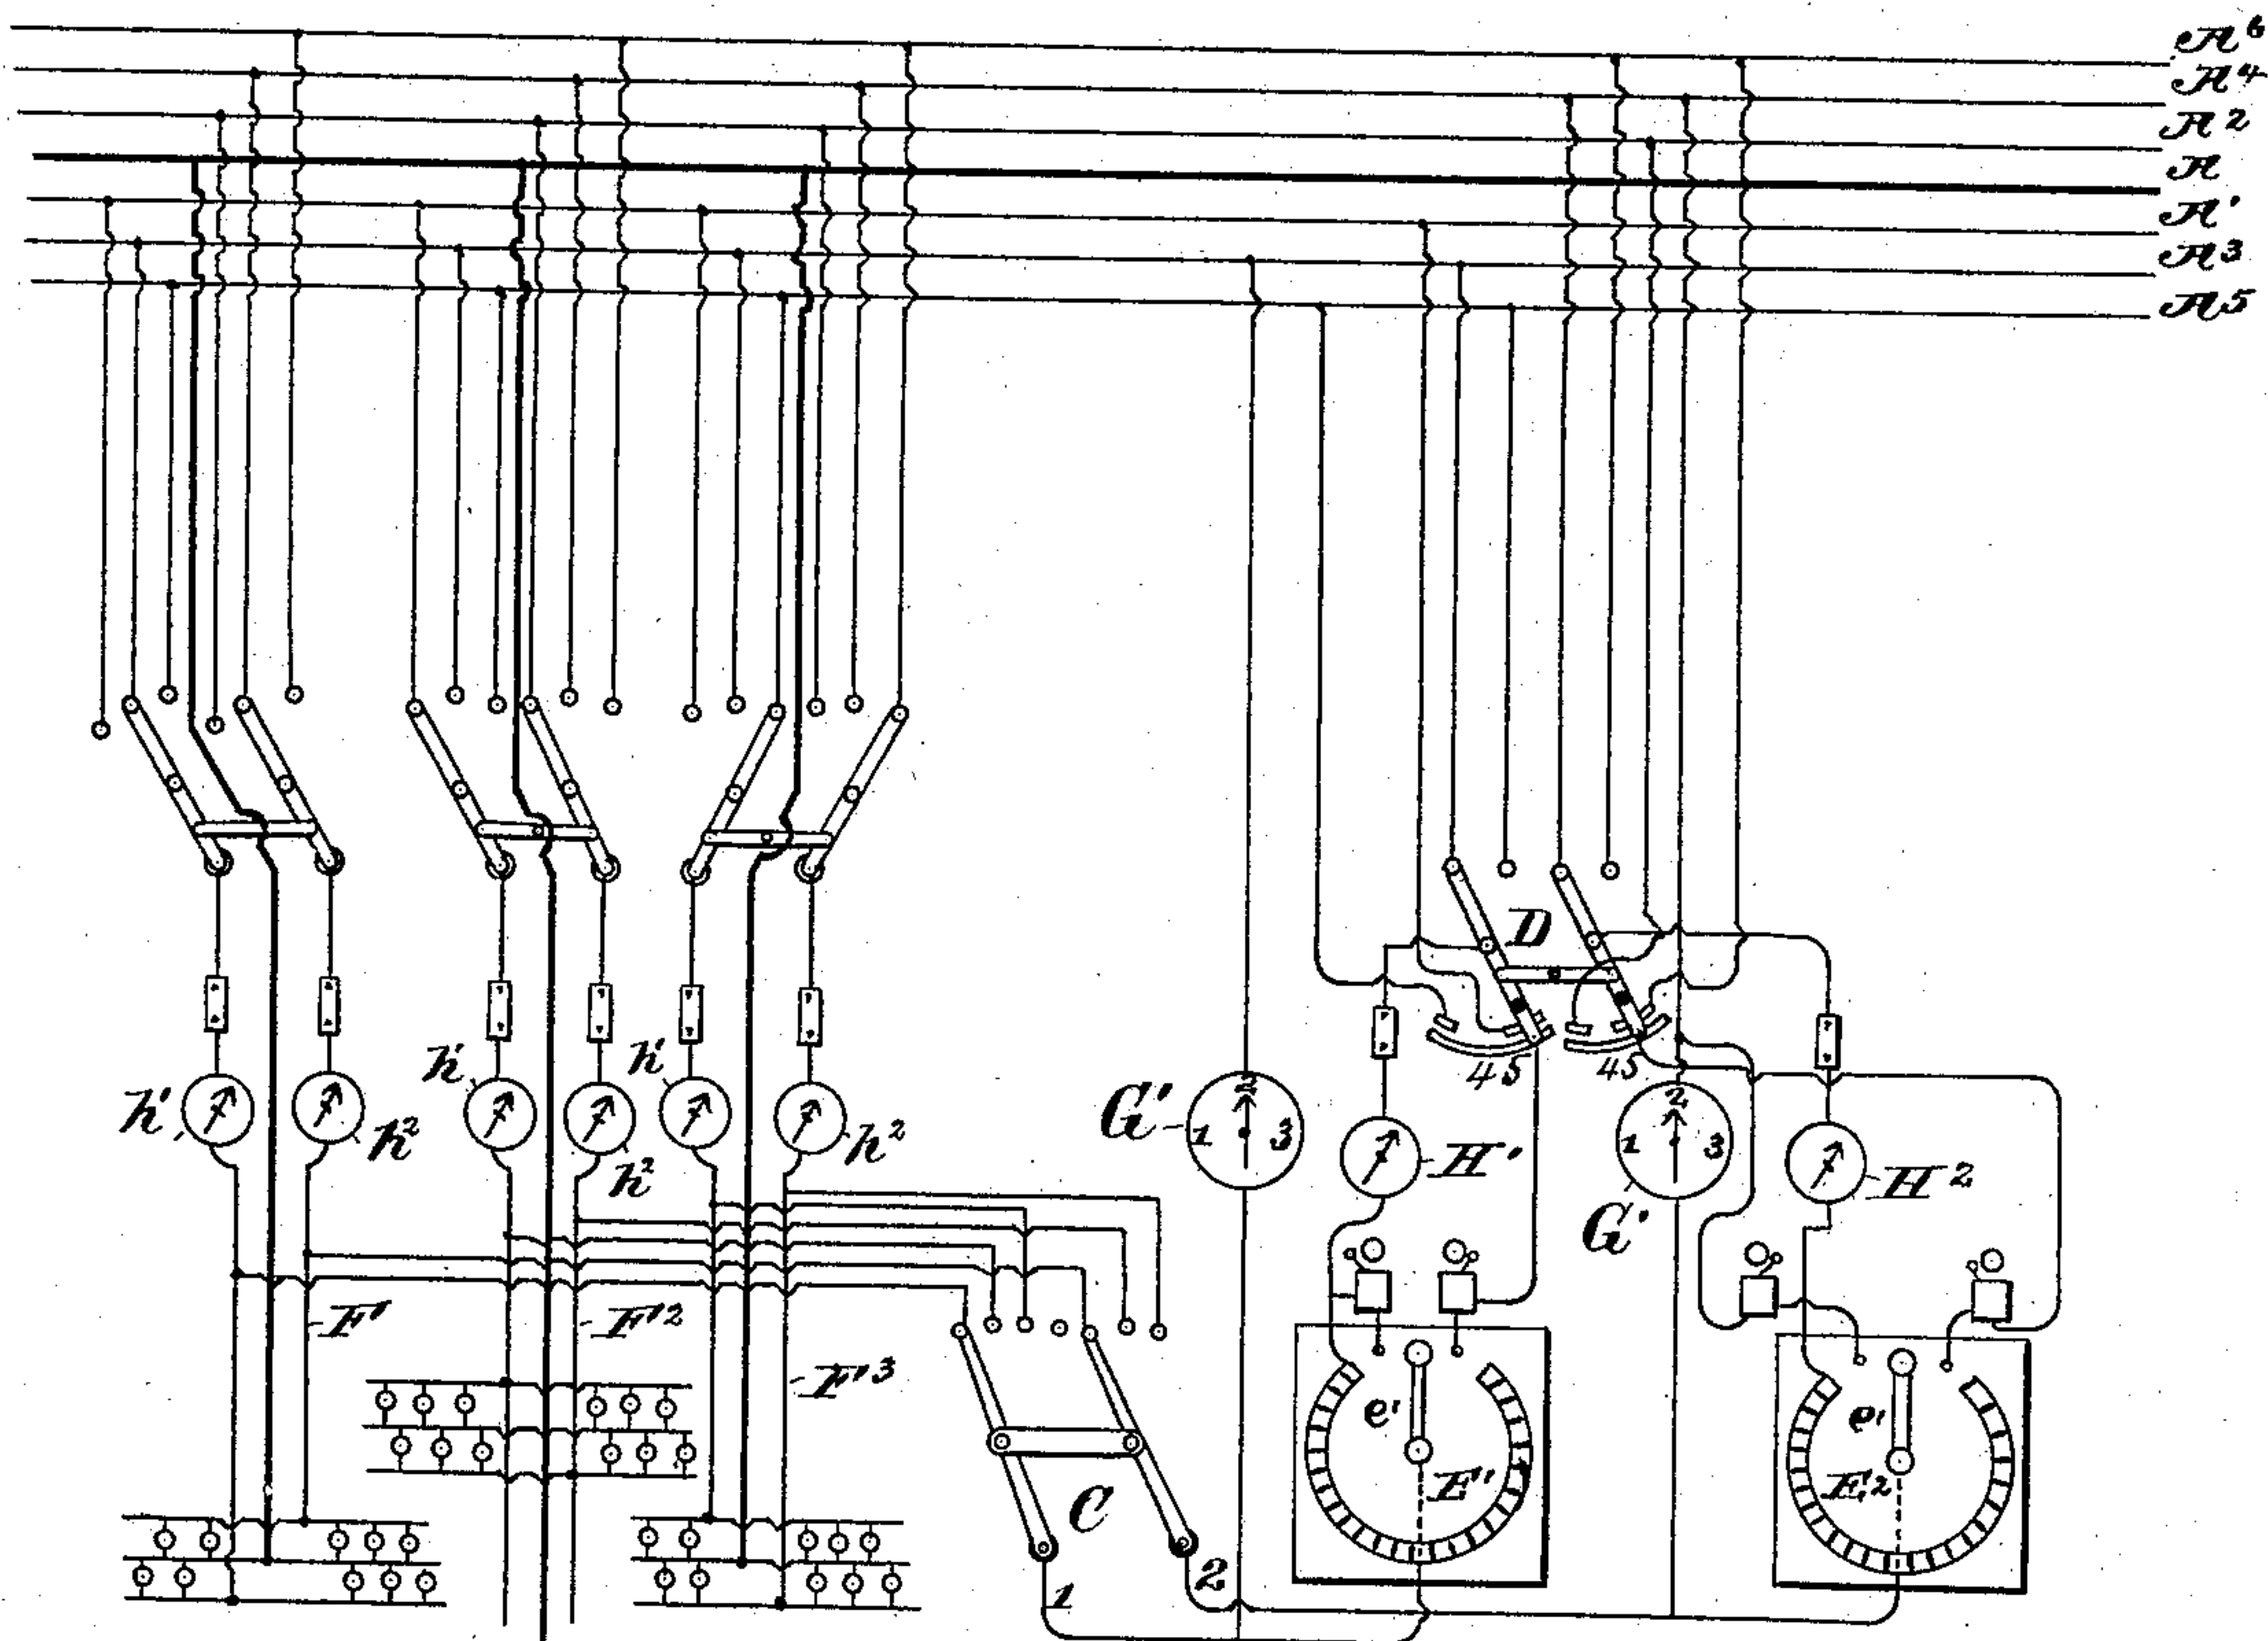 A⁶
A⁴
A²
A
A'
A³
A⁵
D
45
45
h'
h²
h'
h²
h'
h²
G'
1 2 3
H'
G'
1 2 3
H²
F'
F²
F³
C
1
2
e'
E'
e'
E²